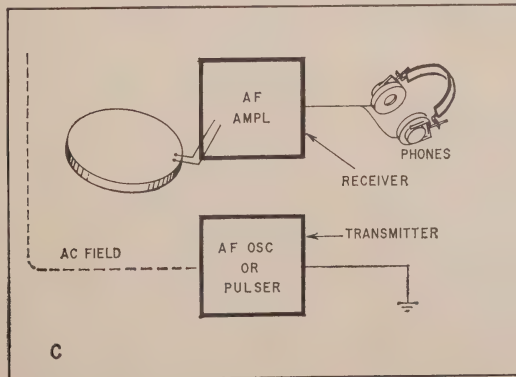 AF
AMPL
PHONES
RECEIVER
AF OSC
OR
PULSER
TRANSMITTER
AC FIELD
C